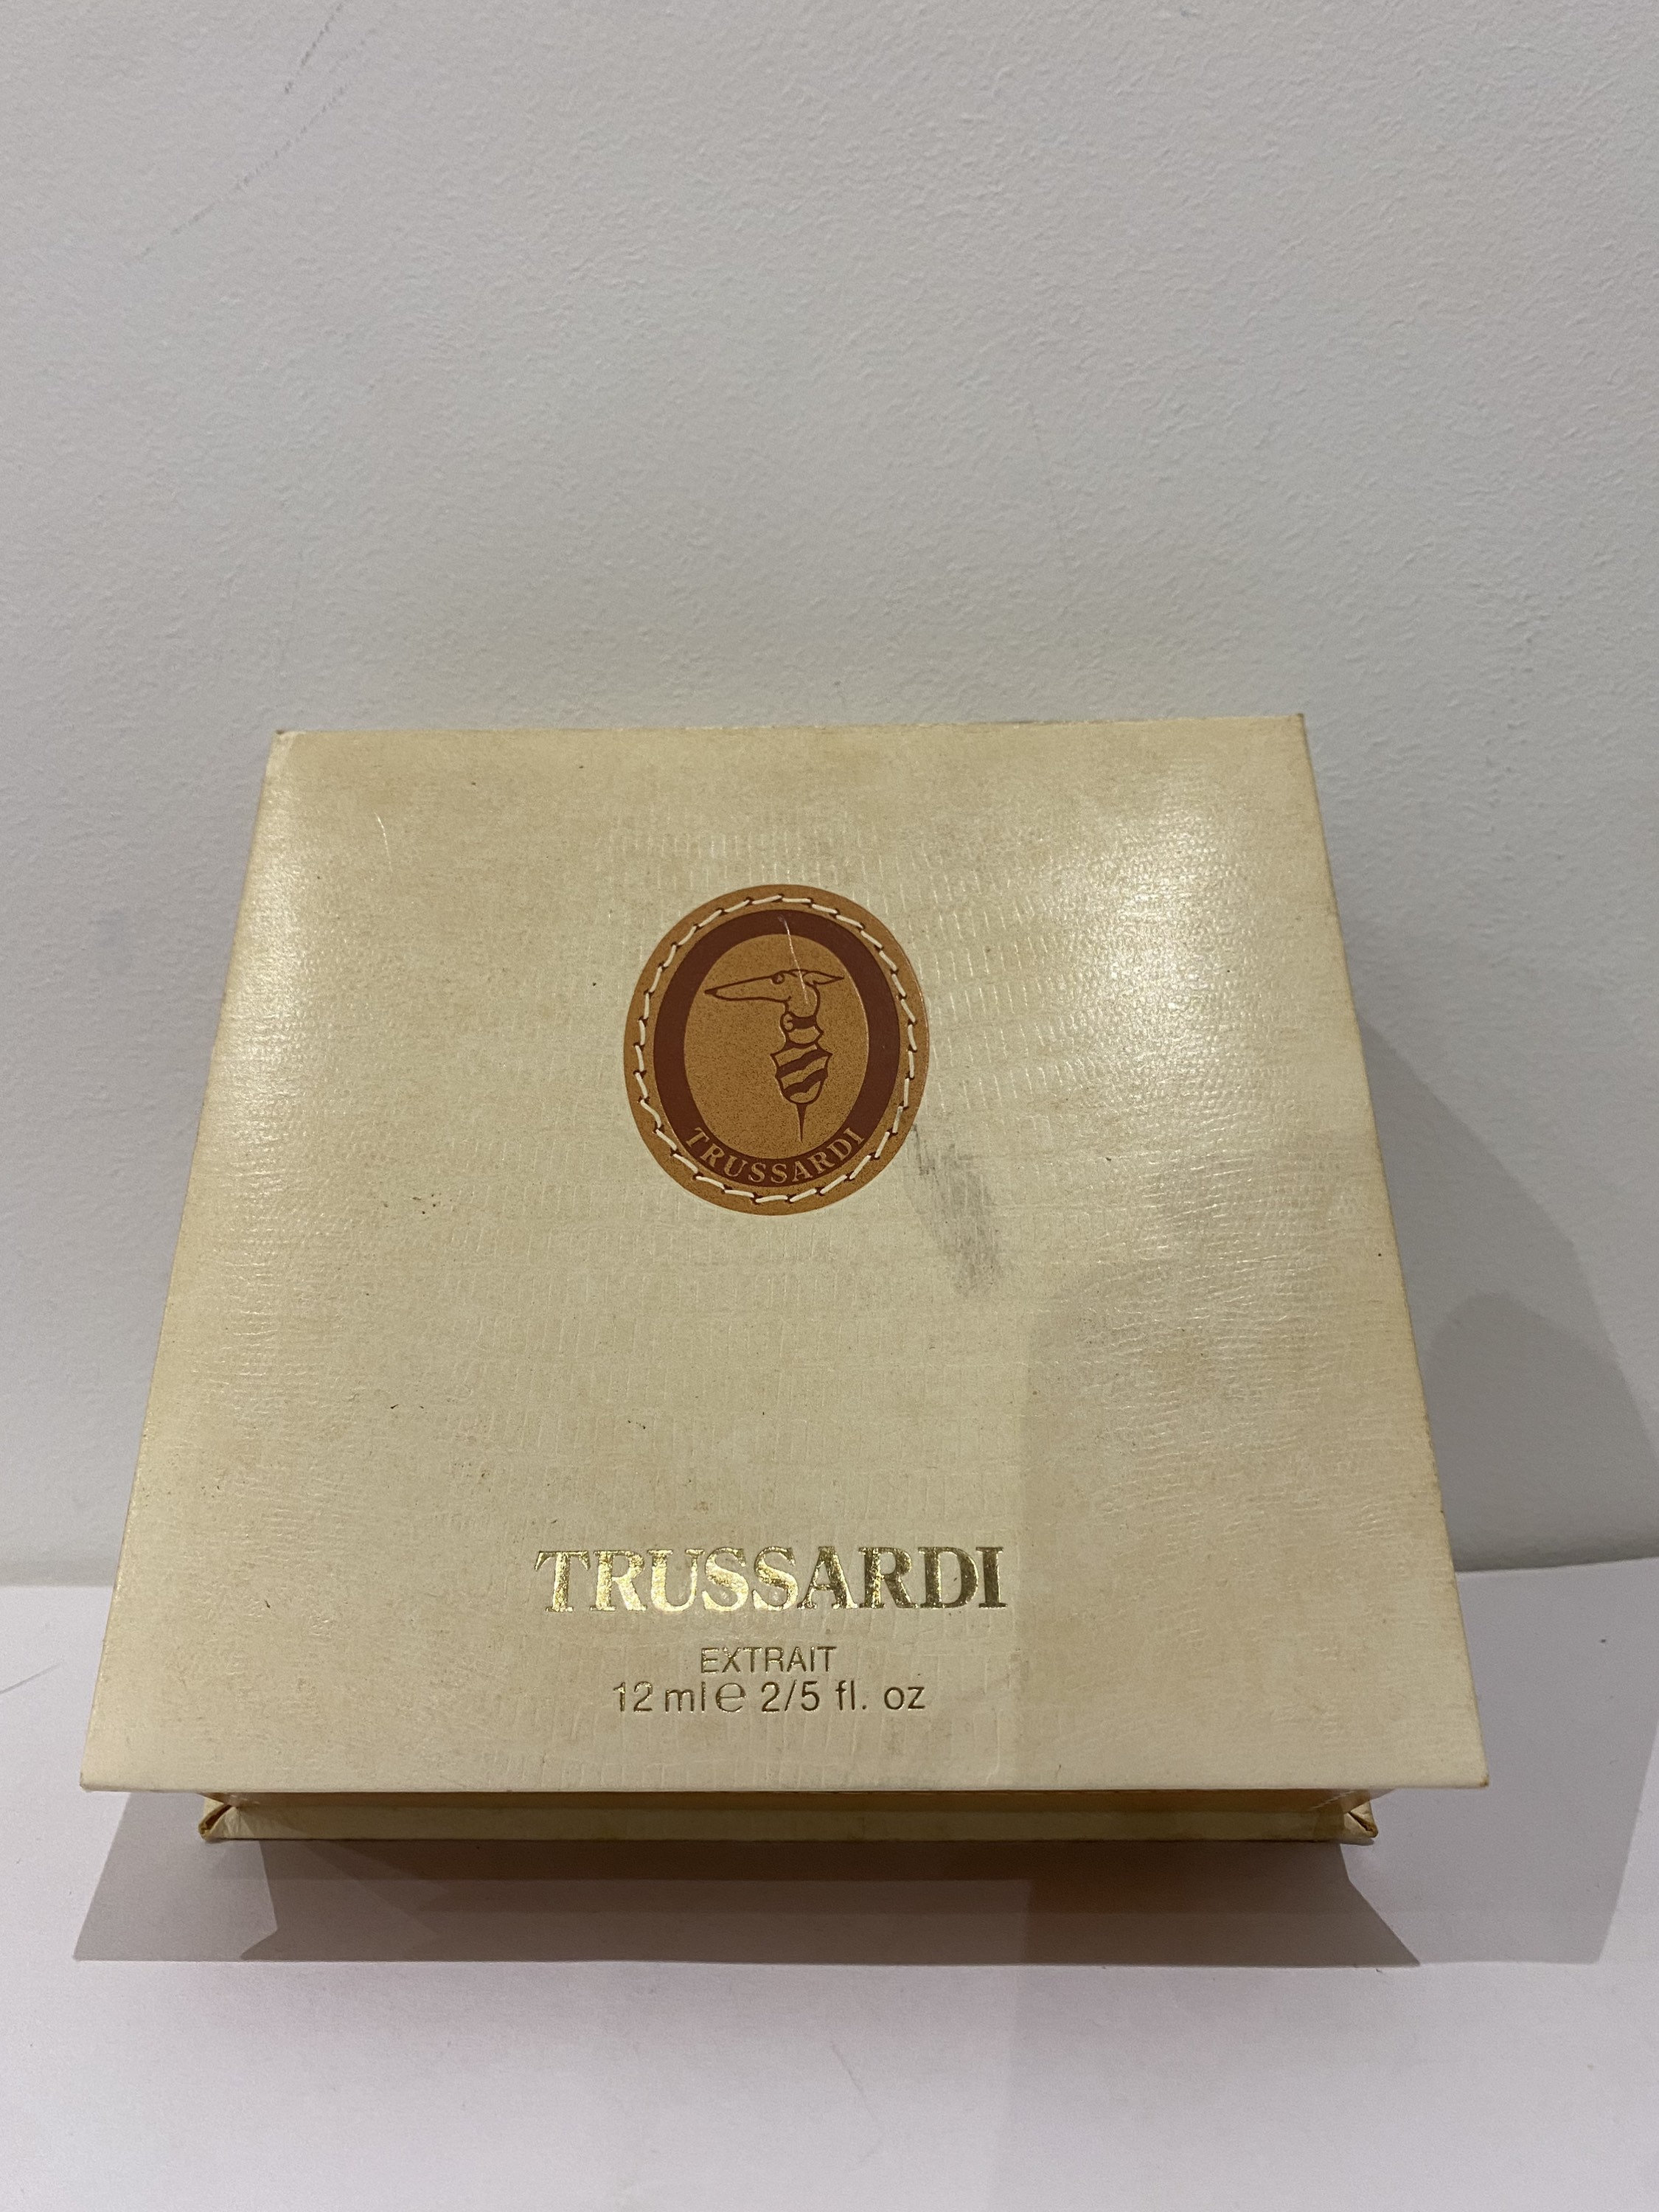 TRUSSARDI
TRUSSARDI
EXTRAIT
12 ml ℮ 2/5 fl. oz